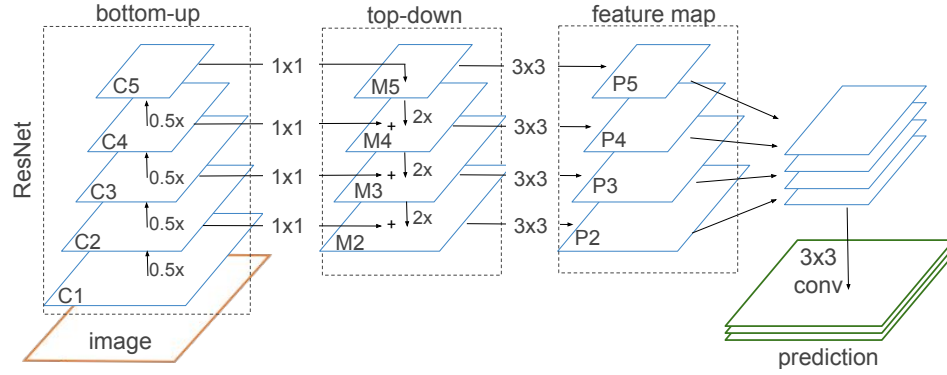 bottom-up
top-down
feature map
ResNet
C5
1x1
M5
3x3
P5
0.5x
2x
C4
1x1
+
M4
3x3
P4
0.5x
2x
C3
1x1
+
M3
3x3
P3
0.5x
2x
C2
1x1
+
M2
3x3
P2
0.5x
C1
image
3x3
conv
prediction